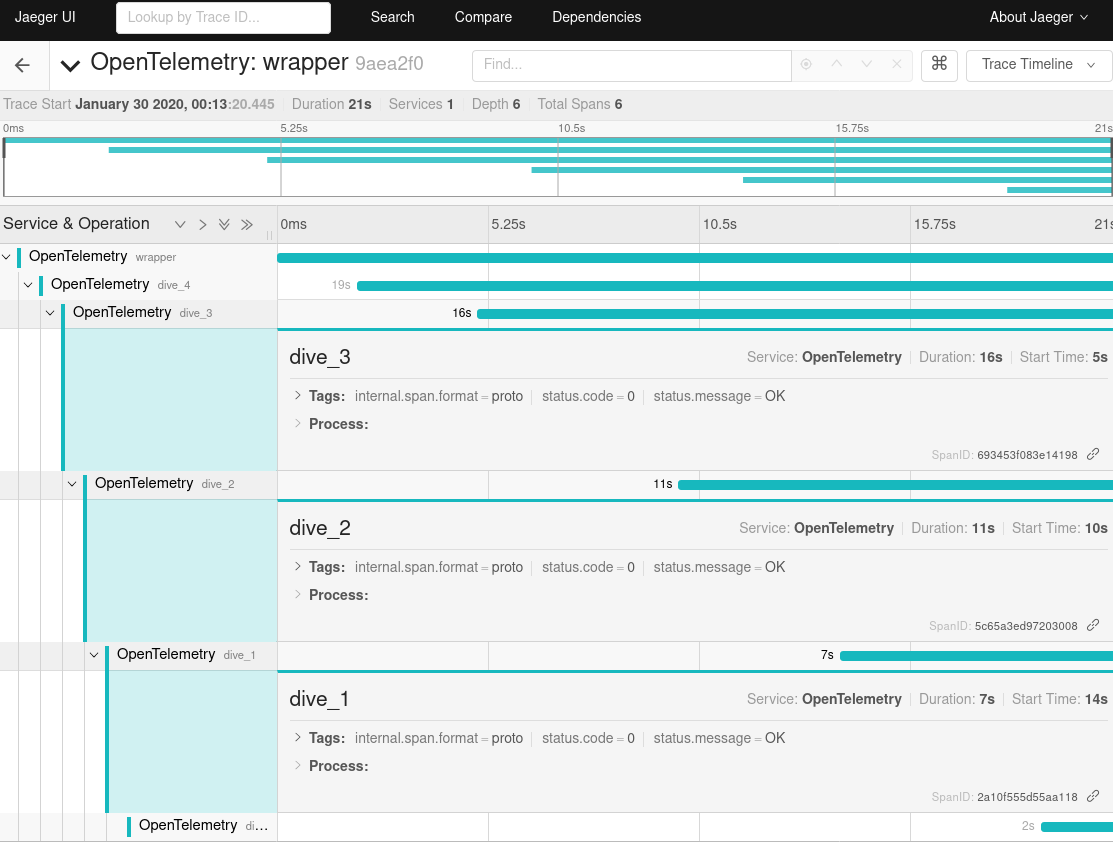 Jaeger UI Lookup by Trace ID... Search Compare Dependencies About Jaeger
OpenTelemetry: wrapper 9aea2f0 Find... ⌘ Trace Timeline
Trace Start January 30 2020, 00:13:20.445 Duration 21s Services 1 Depth 6 Total Spans 6
0ms 5.25s 10.5s 15.75s 21s
Service & Operation 0ms 5.25s 10.5s 15.75s 21s
OpenTelemetry wrapper
OpenTelemetry dive_4 19s
OpenTelemetry dive_3 16s
dive_3 Service: OpenTelemetry Duration: 16s Start Time: 5s
Tags: internal.span.format = proto status.code = 0 status.message = OK
Process:
SpanID: 693453f083e14198
OpenTelemetry dive_2 11s
dive_2 Service: OpenTelemetry Duration: 11s Start Time: 10s
Tags: internal.span.format = proto status.code = 0 status.message = OK
Process:
SpanID: 5c65a3ed97203008
OpenTelemetry dive_1 7s
dive_1 Service: OpenTelemetry Duration: 7s Start Time: 14s
Tags: internal.span.format = proto status.code = 0 status.message = OK
Process:
SpanID: 2a10f555d55aa118
OpenTelemetry di... 2s